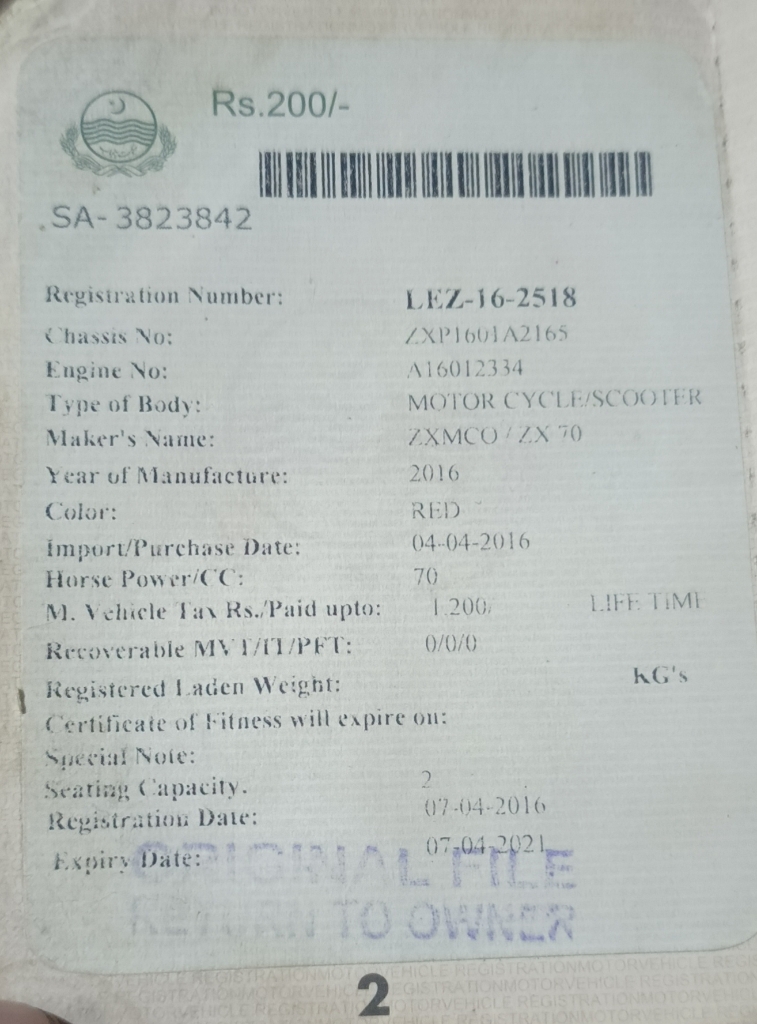 Rs.200/-
SA- 3823842
Registration Number: LEZ-16-2518
Chassis No: ZXP1601A2165
Engine No: A16012334
Type of Body: MOTOR CYCLE/SCOOTER
Maker's Name: ZXMCO / ZX 70
Year of Manufacture: 2016
Color: RED
Import/Purchase Date: 04-04-2016
Horse Power/CC: 70
M. Vehicle Tax Rs./Paid upto: 1,200/ LIFE TIME
Recoverable MVT/IT/PFT: 0/0/0
Registered Laden Weight: KG's
Certificate of Fitness will expire on:
Special Note:
Seating Capacity. 2
Registration Date: 07-04-2016
Expiry Date: 07-04-2021
ORIGINAL FILE
RETURN TO OWNER
2